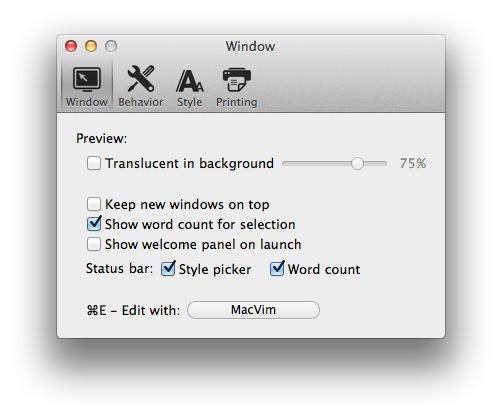 Window
Window Behavior Style Printing
Preview:
Translucent in background 75%
Keep new windows on top
Show word count for selection
Show welcome panel on launch
Status bar: Style picker Word count
⌘E – Edit with: MacVim